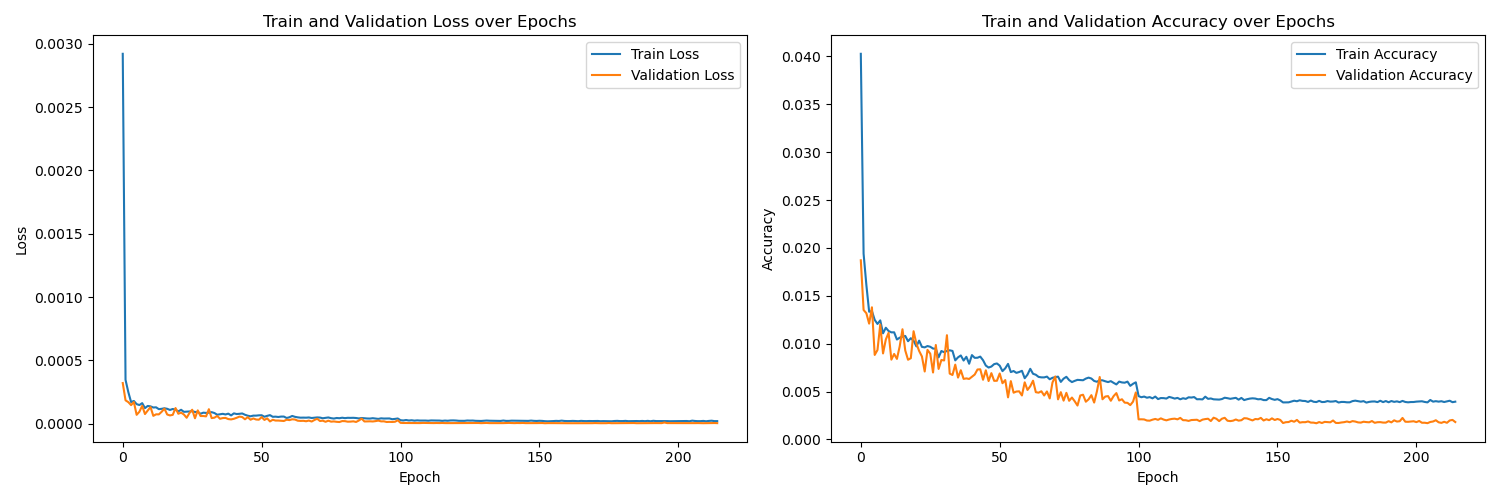 Train and Validation Loss over Epochs
Train Loss
Validation Loss
0.0030
0.0025
0.0020
0.0015
0.0010
0.0005
0.0000
Loss
0
50
100
150
200
Epoch
Train and Validation Accuracy over Epochs
Train Accuracy
Validation Accuracy
0.040
0.035
0.030
0.025
0.020
0.015
0.010
0.005
0.000
Accuracy
0
50
100
150
200
Epoch